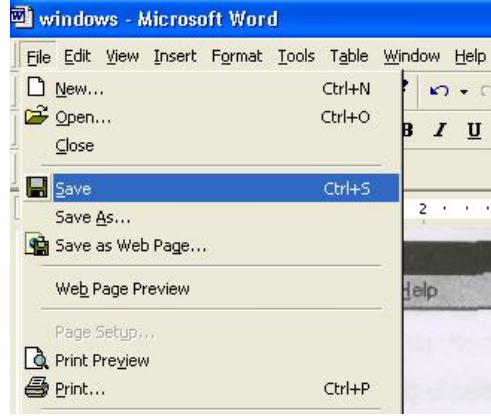 windows - Microsoft Word
File Edit View Insert Format Tools Table Window Help
New... Ctrl+N
Open... Ctrl+O
Close
B I U
Save Ctrl+S
Save As...
2
Save as Web Page...
Web Page Preview
Help
Page Setup...
Print Preview
Print... Ctrl+P